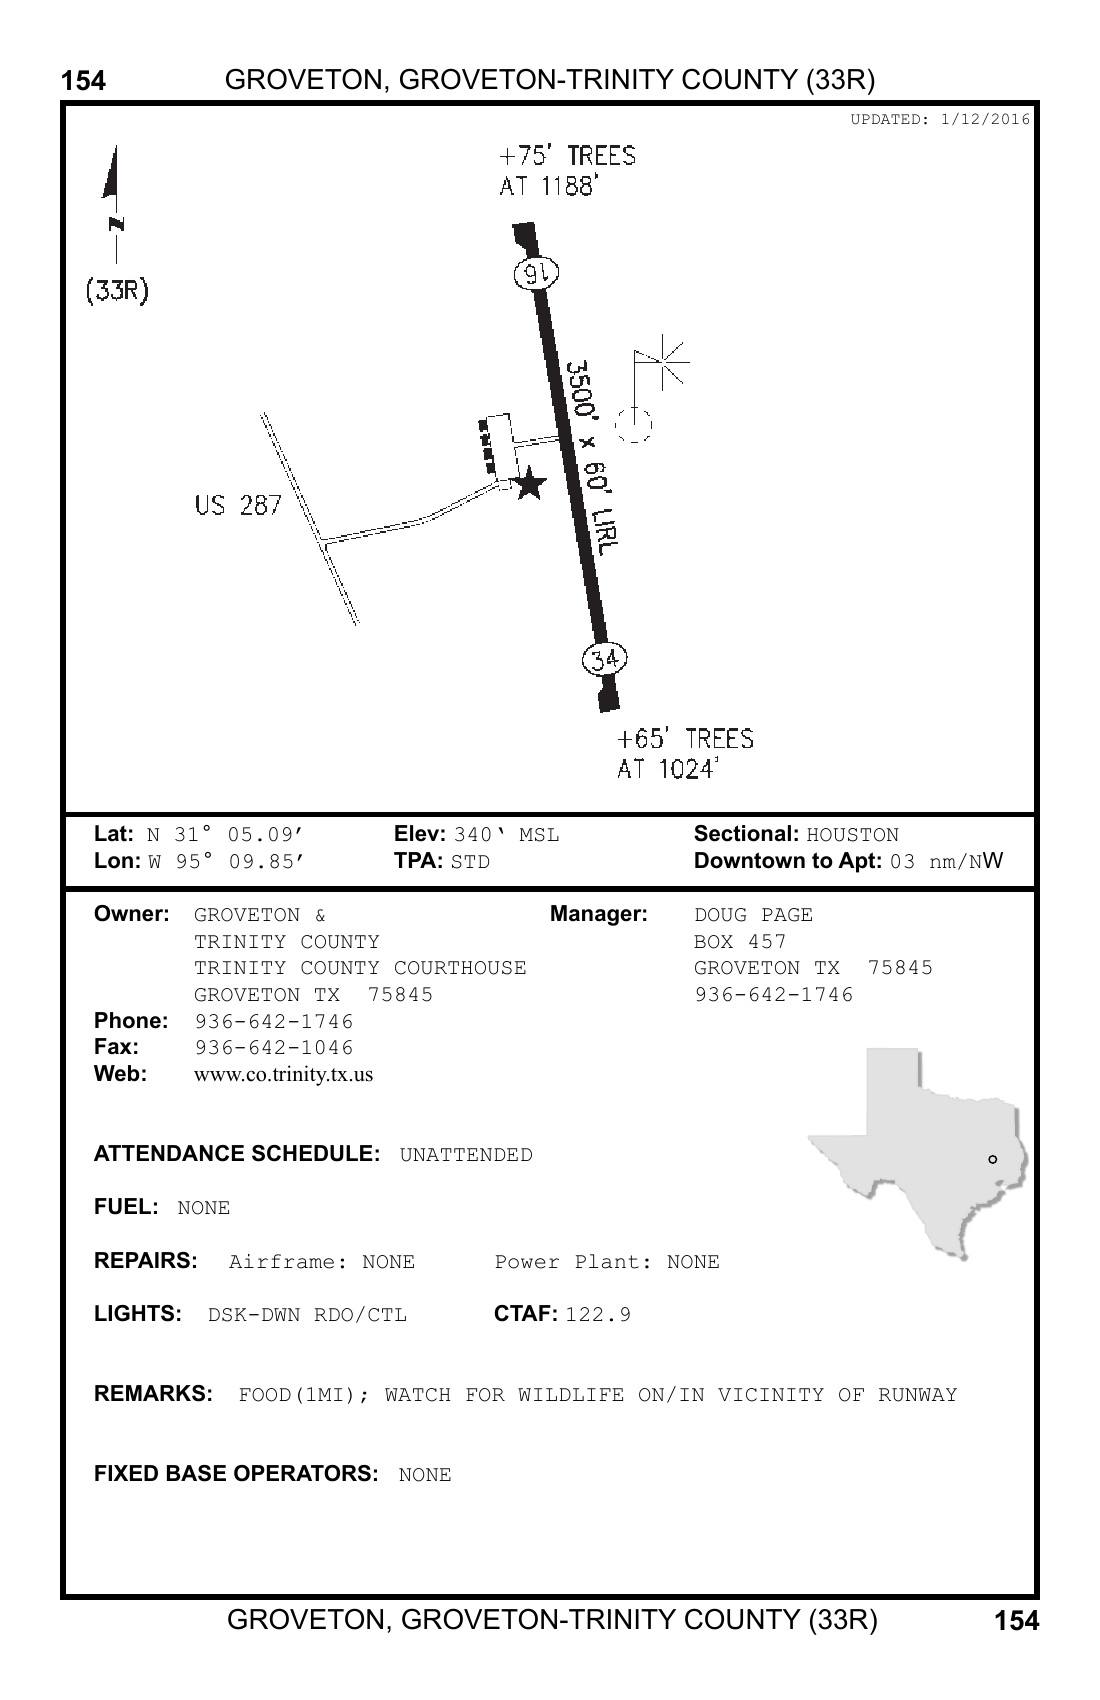 154 GROVETON, GROVETON-TRINITY COUNTY (33R)
UPDATED: 1/12/2016
+75' TREES
AT 1188'
N
(33R)
16
3500' x 60' LIRL
US 287
34
+65' TREES
AT 1024'
Lat: N 31° 05.09′ Elev: 340‛ MSL Sectional: HOUSTON
Lon: W 95° 09.85′ TPA: STD Downtown to Apt: 03 nm/NW
Owner: GROVETON & Manager: DOUG PAGE
TRINITY COUNTY BOX 457
TRINITY COUNTY COURTHOUSE GROVETON TX 75845
GROVETON TX 75845 936-642-1746
Phone: 936-642-1746
Fax: 936-642-1046
Web: www.co.trinity.tx.us
ATTENDANCE SCHEDULE: UNATTENDED
FUEL: NONE
REPAIRS: Airframe: NONE Power Plant: NONE
LIGHTS: DSK-DWN RDO/CTL CTAF: 122.9
REMARKS: FOOD(1MI); WATCH FOR WILDLIFE ON/IN VICINITY OF RUNWAY
FIXED BASE OPERATORS: NONE
GROVETON, GROVETON-TRINITY COUNTY (33R) 154